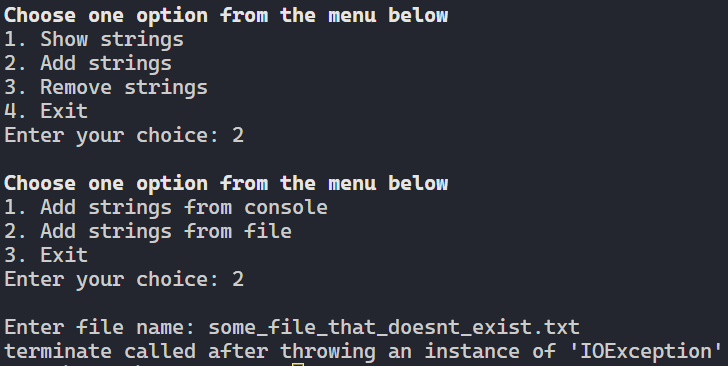 Choose one option from the menu below
1. Show strings
2. Add strings
3. Remove strings
4. Exit
Enter your choice: 2
Choose one option from the menu below
1. Add strings from console
2. Add strings from file
3. Exit
Enter your choice: 2
Enter file name: some_file_that_doesnt_exist.txt
terminate called after throwing an instance of 'IOException'